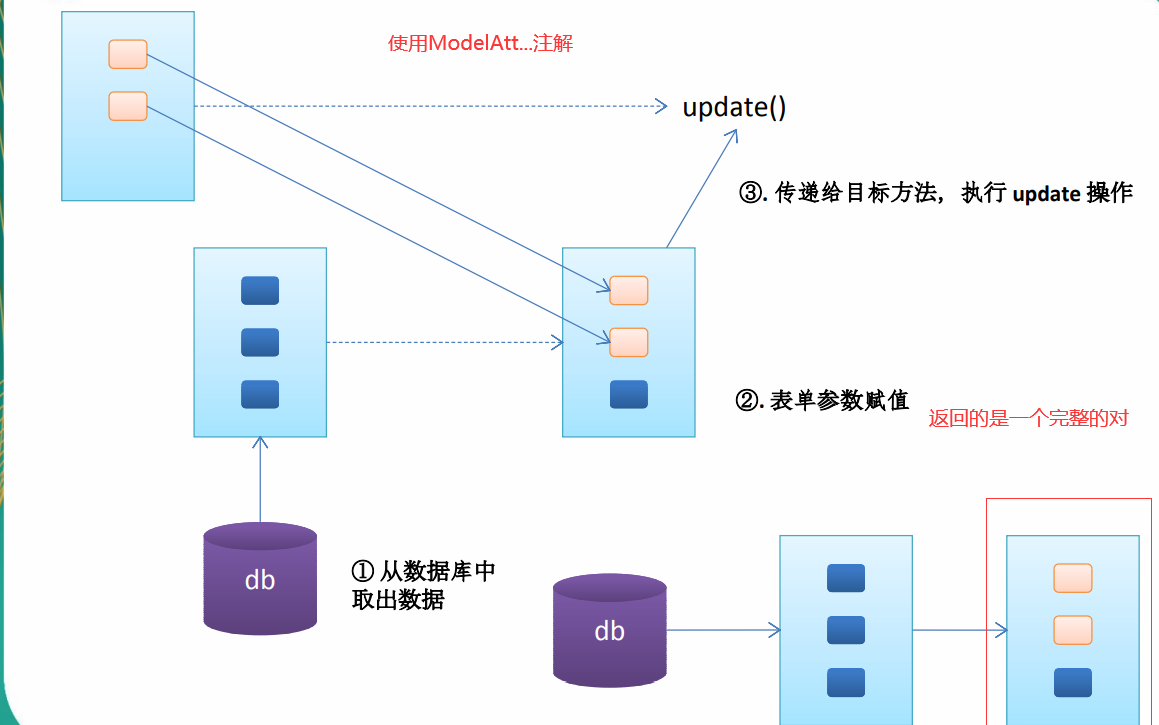 使用ModelAtt...注解
update()
③. 传递给目标方法，执行 update 操作
②. 表单参数赋值
返回的是一个完整的对
db
① 从数据库中
取出数据
db